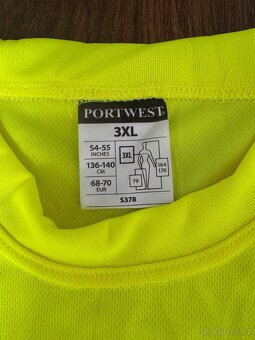 PORTWEST®
3XL
54-55
INCHES
136-140
CM
68-70
EUR
3XL
164
176
79
S378